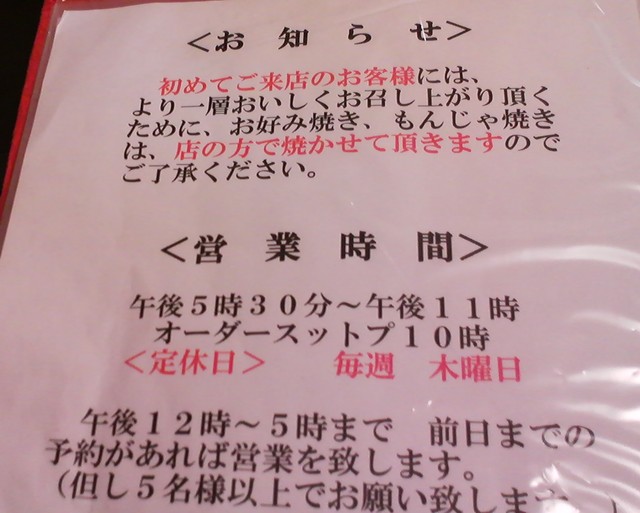 ＜お知らせ＞
初めてご来店のお客様には、
より一層おいしくお召し上がり頂く
ために、お好み焼き、もんじゃ焼き
は、店の方で焼かせて頂きますので
ご了承ください。
＜営業時間＞
午後５時３０分～午後１１時
オーダースットプ１０時
＜定休日＞　毎週　木曜日
午後１２時～５時まで　前日までの
予約があれば営業を致します。
（但し５名様以上でお願い致します